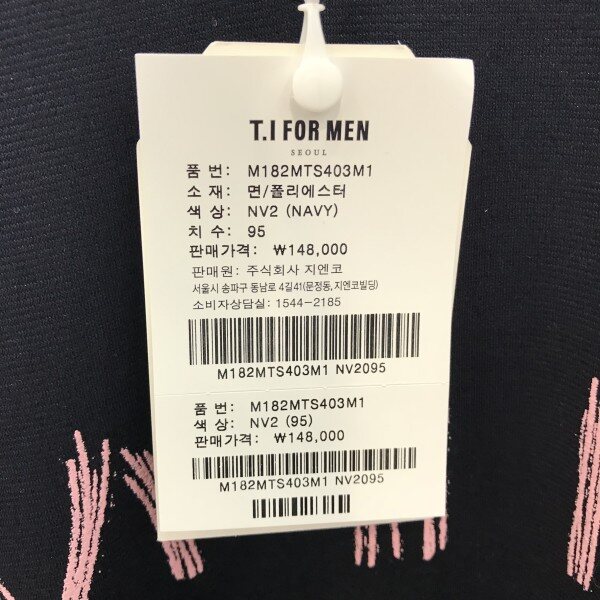 T.I FOR MEN
SEOUL
품 번: M182MTS403M1
소 재: 면/폴리에스터
색 상: NV2 (NAVY)
치 수: 95
판매가격: ₩148,000
판매원: 주식회사 지엔코
서울시 송파구 동남로 4길41(문정동,지엔코빌딩)
소비자상담실: 1544-2185
M182MTS403M1 NV2095
품 번: M182MTS403M1
색 상: NV2 (95)
판매가격: ₩148,000
M182MTS403M1 NV2095